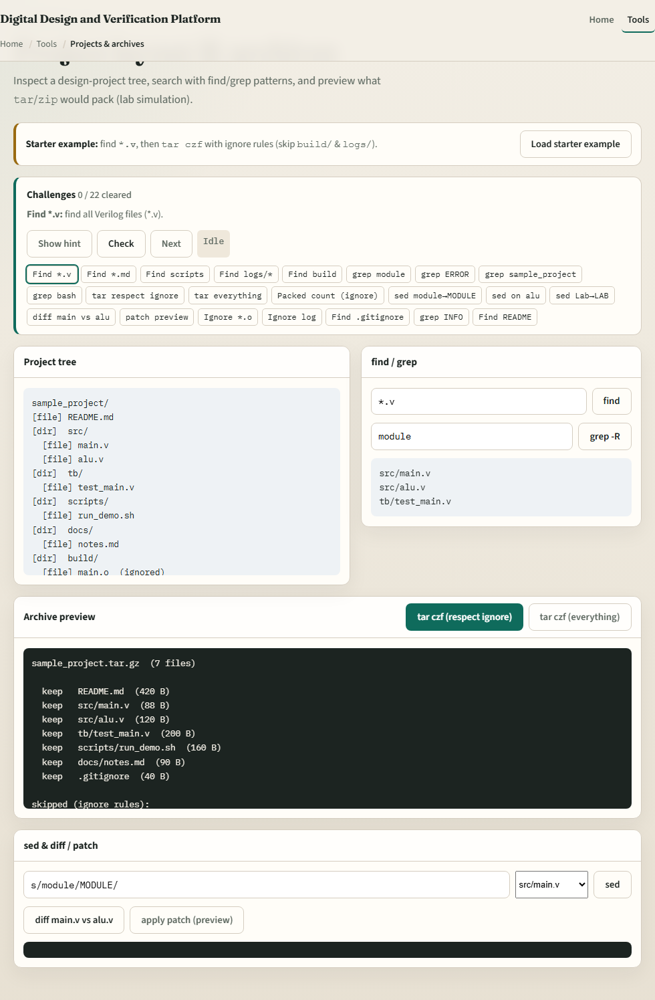 Digital Design and Verification Platform
Home Tools
Home / Tools / Projects & archives
Inspect a design-project tree, search with find/grep patterns, and preview what
tar/zip would pack (lab simulation).
Starter example: find *.v, then tar czf with ignore rules (skip build/ & logs/).
Load starter example
Challenges 0 / 22 cleared
Find *.v: find all Verilog files (*.v).
Show hint Check Next Idle
Find *.v Find *.md Find scripts Find logs/* Find build grep module grep ERROR grep sample_project
grep bash tar respect ignore tar everything Packed count (ignore) sed module→MODULE sed on alu sed Lab→LAB
diff main vs alu patch preview Ignore *.o Ignore log Find .gitignore grep INFO Find README
Project tree
sample_project/
[file] README.md
[dir] src/
[file] main.v
[file] alu.v
[dir] tb/
[file] test_main.v
[dir] scripts/
[file] run_demo.sh
[dir] docs/
[file] notes.md
[dir] build/
[file] main.o (ignored)
find / grep
*.v find
module grep -R
src/main.v
src/alu.v
tb/test_main.v
Archive preview
tar czf (respect ignore) tar czf (everything)
sample_project.tar.gz (7 files)
keep README.md (420 B)
keep src/main.v (88 B)
keep src/alu.v (120 B)
keep tb/test_main.v (200 B)
keep scripts/run_demo.sh (160 B)
keep docs/notes.md (90 B)
keep .gitignore (40 B)
skipped (ignore rules):
sed & diff / patch
s/module/MODULE/ src/main.v sed
diff main.v vs alu.v apply patch (preview)